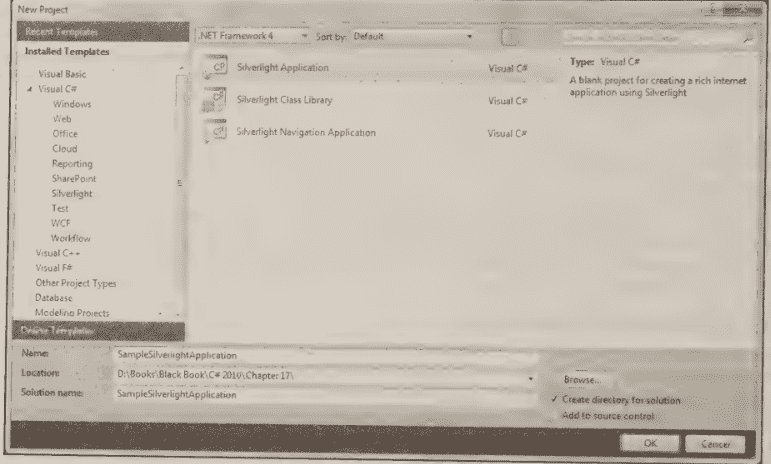 New Project
Recent Templates
.NET Framework 4 Sort by: Default
Installed Templates
Visual Basic
Visual C#
Windows
Web
Office
Cloud
Reporting
SharePoint
Silverlight
Test
WCF
Workflow
Visual C++
Visual F#
Other Project Types
Database
Modeling Projects
Online Templates
Silverlight Application Visual C#
Silverlight Class Library Visual C#
Silverlight Navigation Application Visual C#
Type: Visual C#
A blank project for creating a rich internet
application using Silverlight
Name: SampleSilverlightApplication
Location: D:\Books\Black Book\C# 2010\Chapter 17\
Solution name: SampleSilverlightApplication
Browse...
Create directory for solution
Add to source control
OK Cancel